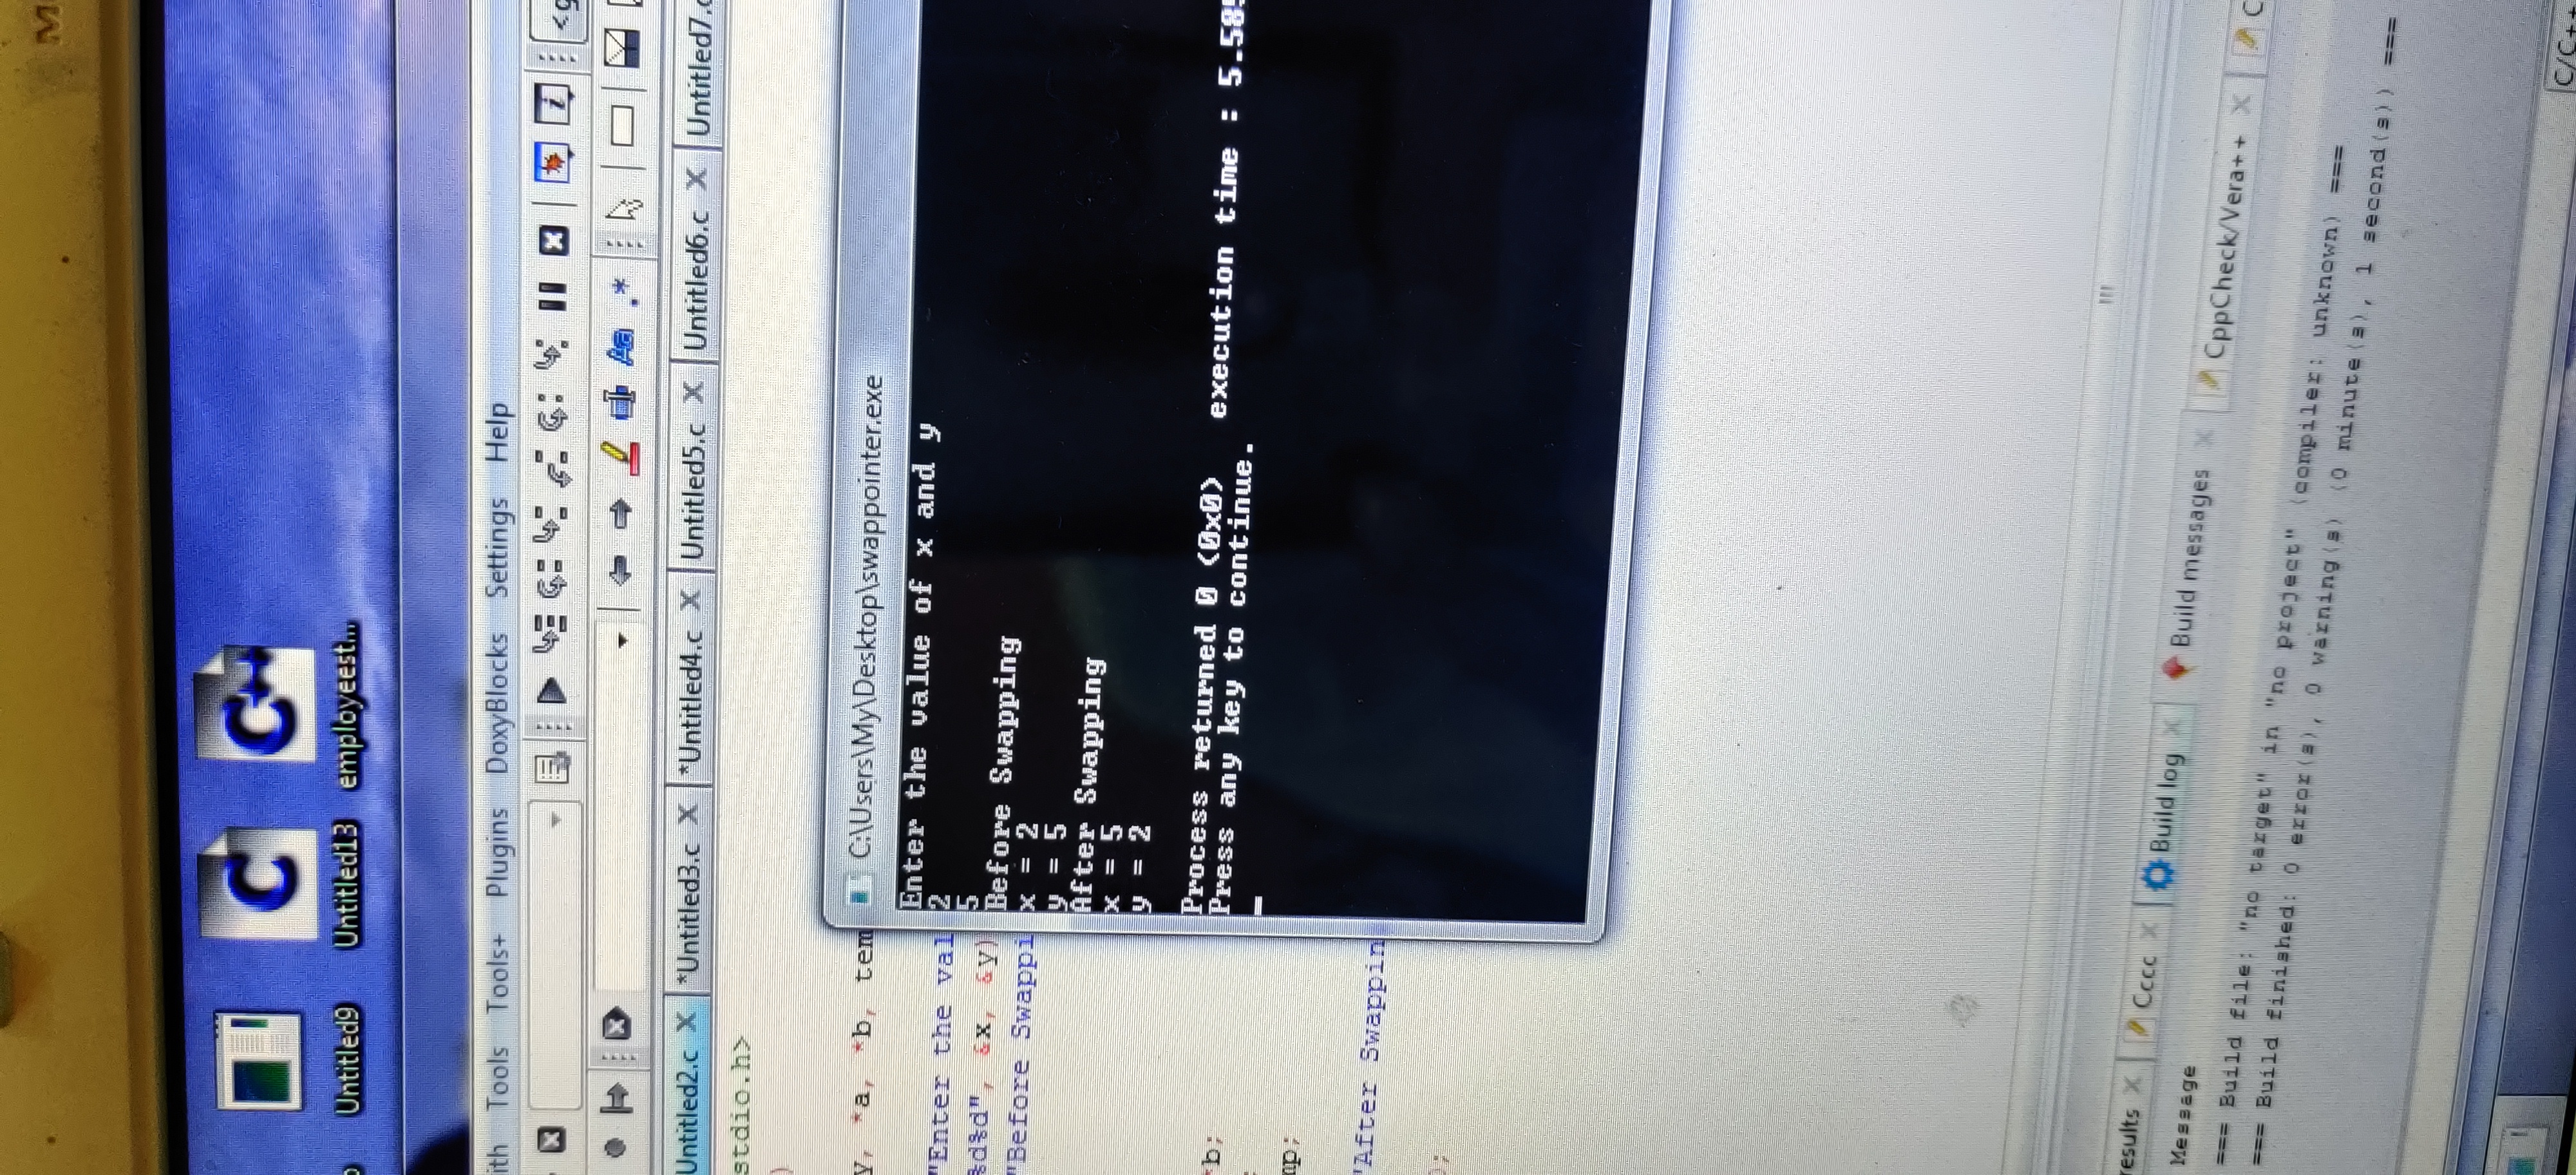 M
Untitled9 Untitled13 employeest...
ith Tools Tools+ Plugins DoxyBlocks Settings Help
<g
Untitled2.c *Untitled3.c *Untitled4.c Untitled5.c Untitled6.c Untitled7.c
stdio.h>
)
y, *a, *b, tem
"Enter the val
%d%d", &x, &y)
"Before Swappi
*b;
;
mp;
"After Swappin
);
C:\Users\My\Desktop\swappointer.exe
Enter the value of x and y
2
5
Before Swapping
x = 2
y = 5
After Swapping
x = 5
y = 2
Process returned 0 (0x0)   execution time : 5.585
Press any key to continue.
results Cccc Build log Build messages CppCheck/Vera++ C
Message
=== Build file: "no target" in "no project" (compiler: unknown) ===
=== Build finished: 0 error(s), 0 warning(s) (0 minute(s), 1 second(s)) ===
C/C++